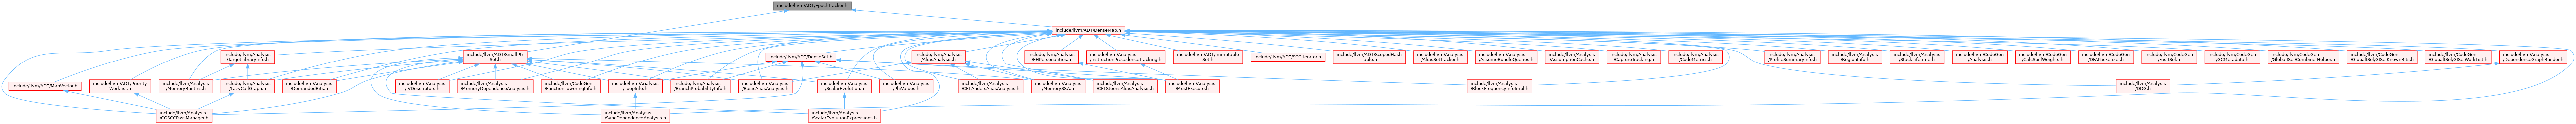 include/llvm/ADT/EpochTracker.h
include/llvm/ADT/DenseMap.h
include/llvm/Analysis
/TargetLibraryInfo.h
include/llvm/ADT/SmallPtr
Set.h
include/llvm/ADT/DenseSet.h
include/llvm/Analysis
/AliasAnalysis.h
include/llvm/Analysis
/EHPersonalities.h
include/llvm/Analysis
/InstructionPrecedenceTracking.h
include/llvm/ADT/Immutable
Set.h
include/llvm/ADT/SCCIterator.h
include/llvm/ADT/ScopedHash
Table.h
include/llvm/Analysis
/AliasSetTracker.h
include/llvm/Analysis
/AssumeBundleQueries.h
include/llvm/Analysis
/AssumptionCache.h
include/llvm/Analysis
/CaptureTracking.h
include/llvm/Analysis
/CodeMetrics.h
include/llvm/Analysis
/ProfileSummaryInfo.h
include/llvm/Analysis
/RegionInfo.h
include/llvm/Analysis
/StackLifetime.h
include/llvm/CodeGen
/Analysis.h
include/llvm/CodeGen
/CalcSpillWeights.h
include/llvm/CodeGen
/DFAPacketizer.h
include/llvm/CodeGen
/FastISel.h
include/llvm/CodeGen
/GCMetadata.h
include/llvm/CodeGen
/GlobalISel/CombinerHelper.h
include/llvm/CodeGen
/GlobalISel/GISelKnownBits.h
include/llvm/CodeGen
/GlobalISel/GISelWorkList.h
include/llvm/Analysis
/DependenceGraphBuilder.h
include/llvm/ADT/MapVector.h
include/llvm/ADT/Priority
Worklist.h
include/llvm/Analysis
/MemoryBuiltins.h
include/llvm/Analysis
/LazyCallGraph.h
include/llvm/Analysis
/DemandedBits.h
include/llvm/Analysis
/IVDescriptors.h
include/llvm/Analysis
/MemoryDependenceAnalysis.h
include/llvm/CodeGen
/FunctionLoweringInfo.h
include/llvm/Analysis
/LoopInfo.h
include/llvm/Analysis
/BranchProbabilityInfo.h
include/llvm/Analysis
/BasicAliasAnalysis.h
include/llvm/Analysis
/ScalarEvolution.h
include/llvm/Analysis
/PhiValues.h
include/llvm/Analysis
/CFLAndersAliasAnalysis.h
include/llvm/Analysis
/MemorySSA.h
include/llvm/Analysis
/CFLSteensAliasAnalysis.h
include/llvm/Analysis
/MustExecute.h
include/llvm/Analysis
/BlockFrequencyInfoImpl.h
include/llvm/Analysis
/DDG.h
include/llvm/Analysis
/CGSCCPassManager.h
include/llvm/Analysis
/SyncDependenceAnalysis.h
include/llvm/Analysis
/ScalarEvolutionExpressions.h